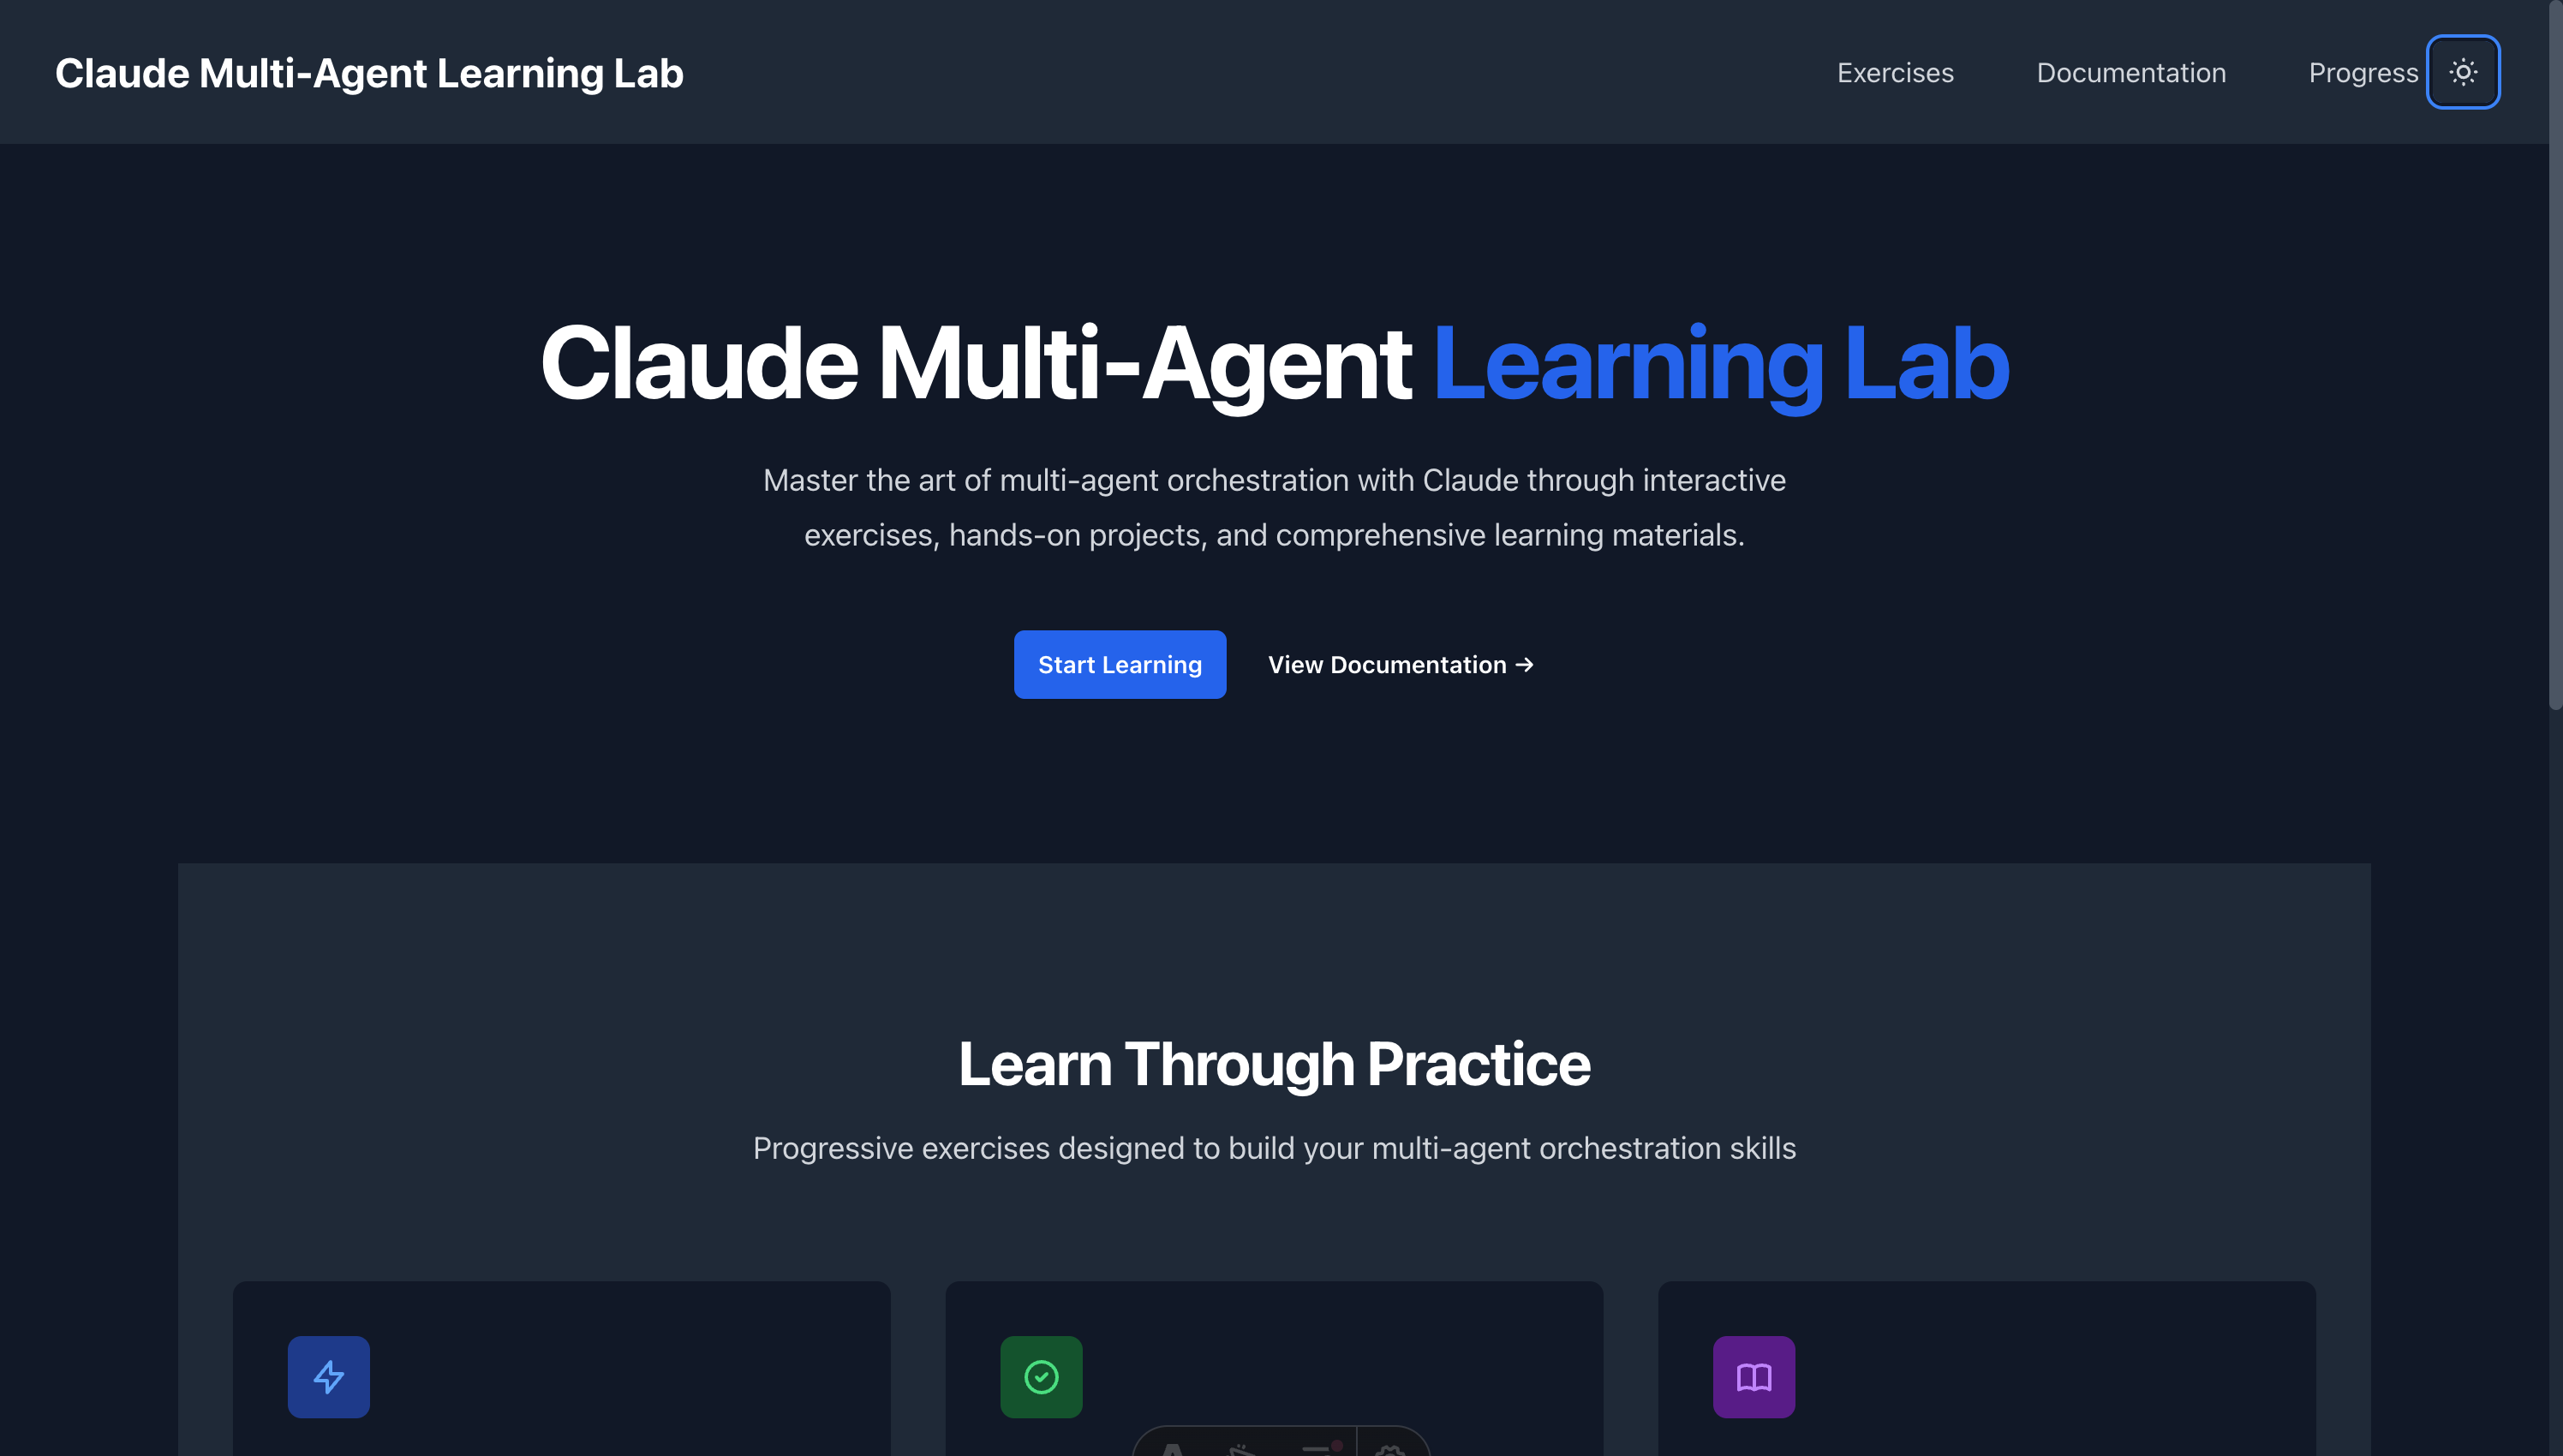 Claude Multi-Agent Learning Lab
Exercises
Documentation
Progress
Claude Multi-Agent Learning Lab
Master the art of multi-agent orchestration with Claude through interactive
exercises, hands-on projects, and comprehensive learning materials.
Start Learning
View Documentation →
Learn Through Practice
Progressive exercises designed to build your multi-agent orchestration skills